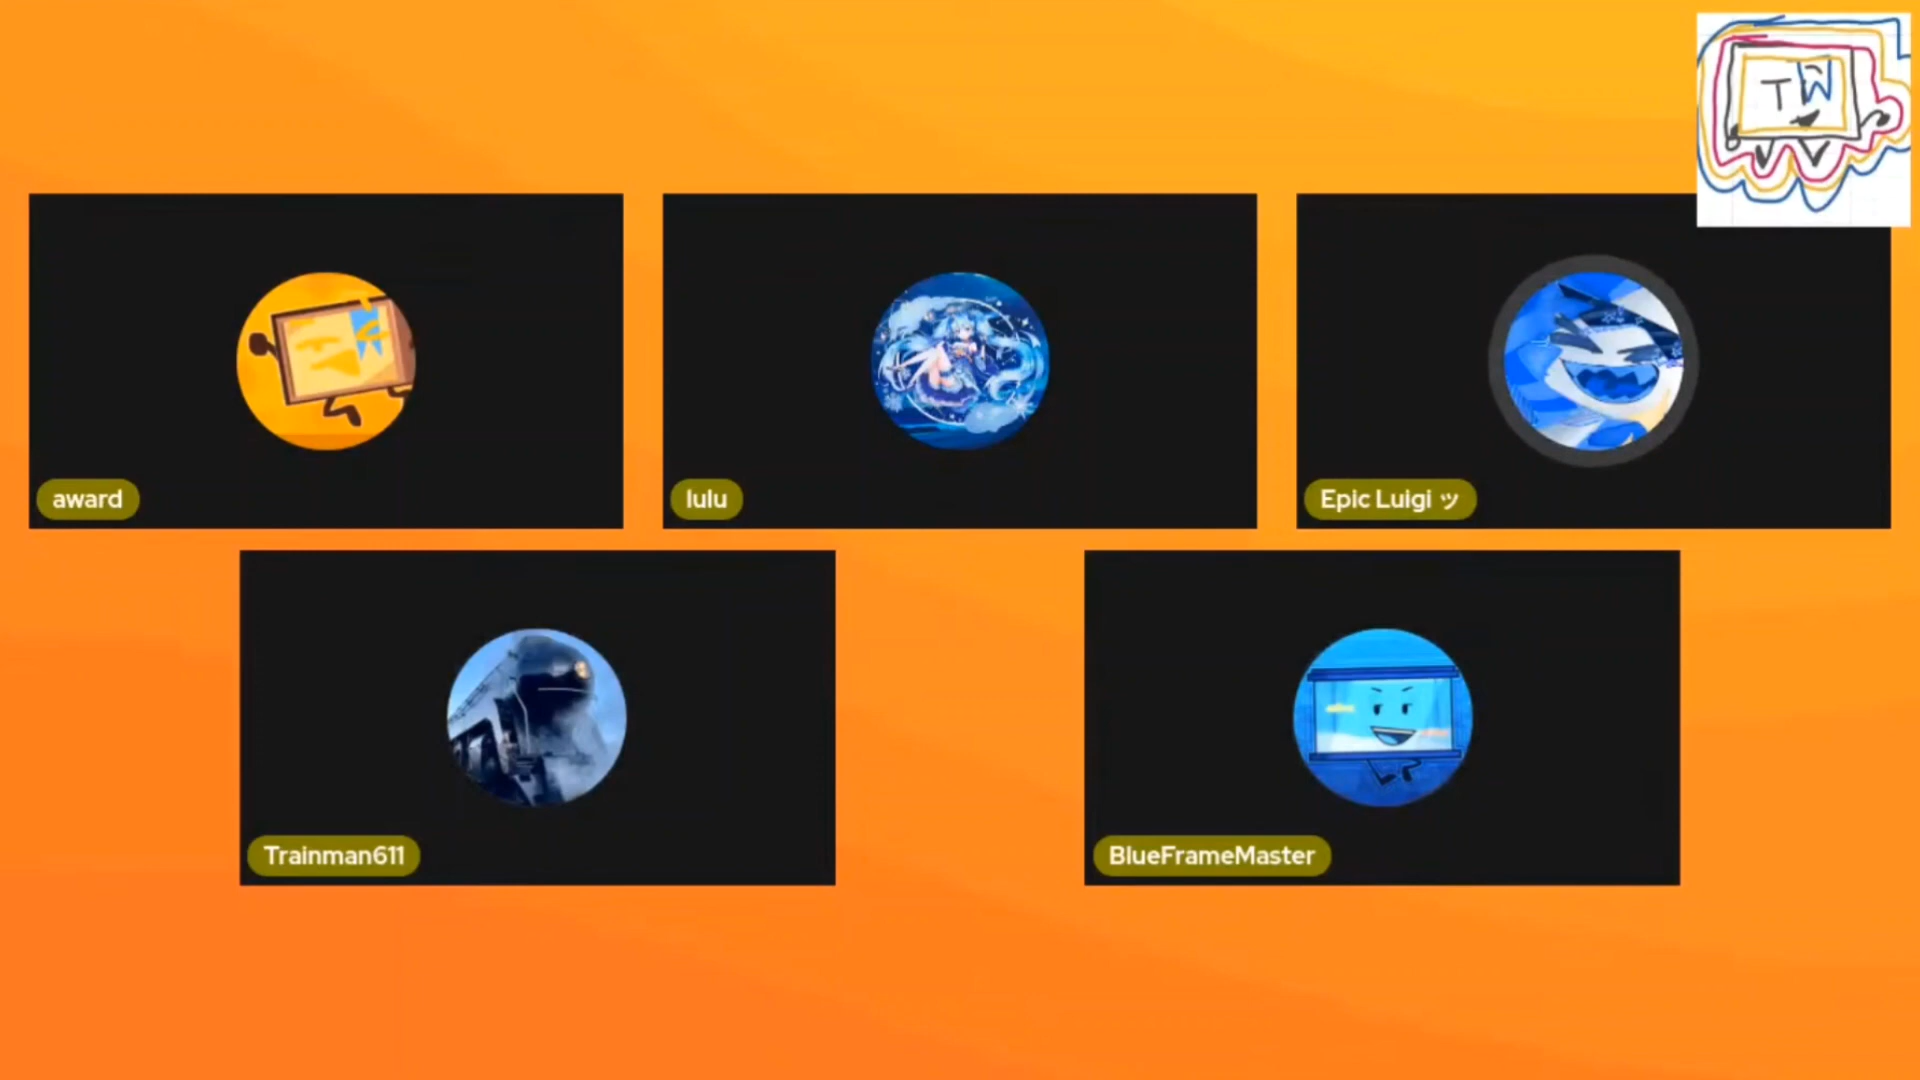 TW
award
lulu
Epic Luigi ッ
Trainman611
BlueFrameMaster